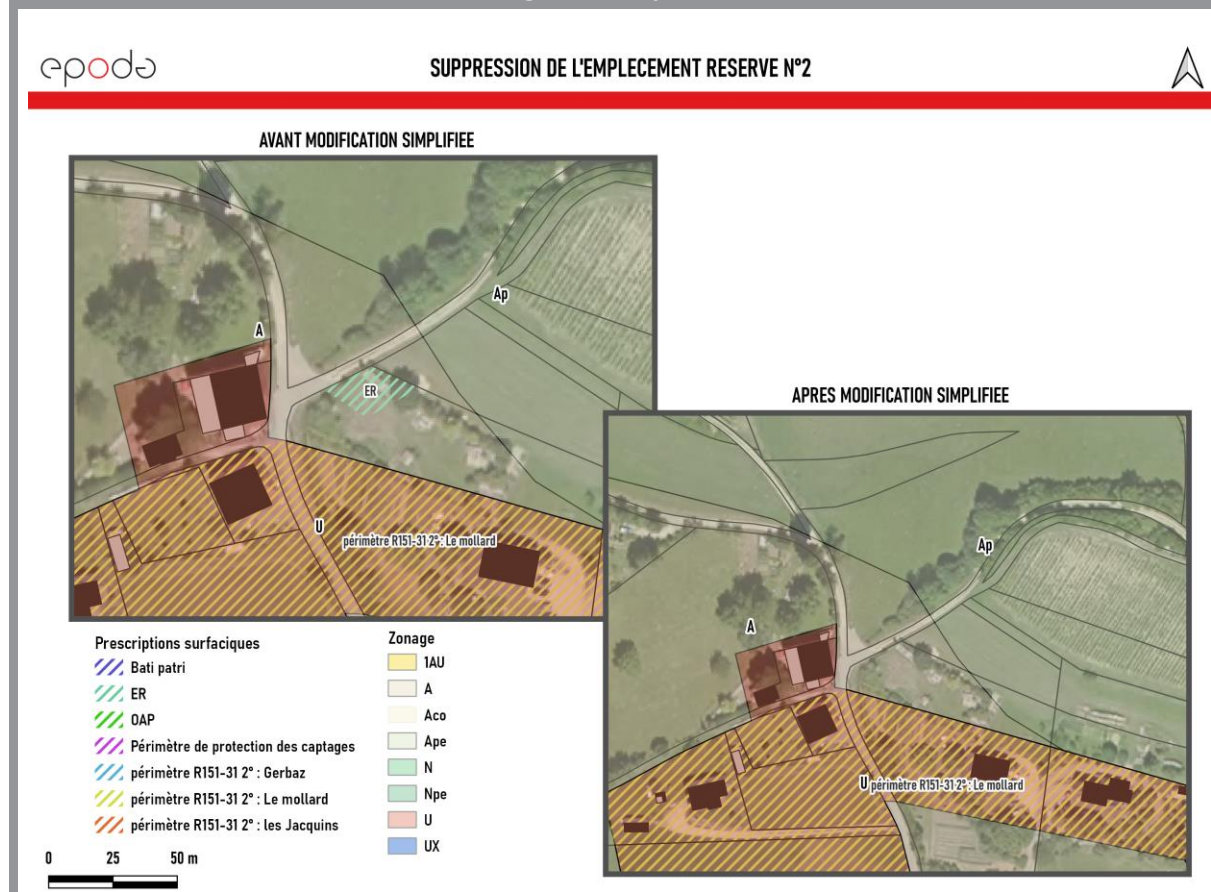 epode
SUPPRESSION DE L'EMPLECEMENT RESERVE N°2
AVANT MODIFICATION SIMPLIFIEE
A
Ap
ER
U
périmètre R151-31 2° : Le mollard
APRES MODIFICATION SIMPLIFIEE
A
Ap
U périmètre R151-31 2° : Le mollard
Prescriptions surfaciques
Bati patri
ER
OAP
Périmètre de protection des captages
périmètre R151-31 2° : Gerbaz
périmètre R151-31 2° : Le mollard
périmètre R151-31 2° : les Jacquins
Zonage
1AU
A
Aco
Ape
N
Npe
U
UX
0 25 50 m